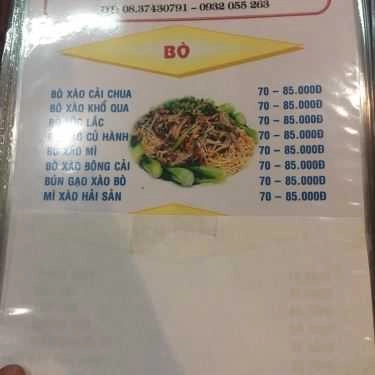 ĐT: 08.37430791 - 0932 055 263
BÒ
BÒ XÀO CẢI CHUA 70 - 85.000Đ
BÒ XÀO KHỔ QUA 70 - 85.000Đ
LẮC 70 - 85.000Đ
CỦ HÀNH 70 - 85.000Đ
BÒ XÀO MÌ 70 - 85.000Đ
BÒ XÀO BÔNG CẢI 70 - 85.000Đ
BÚN GẠO XÀO BÒ 70 - 85.000Đ
MÌ XÀO HẢI SẢN 70 - 85.000Đ